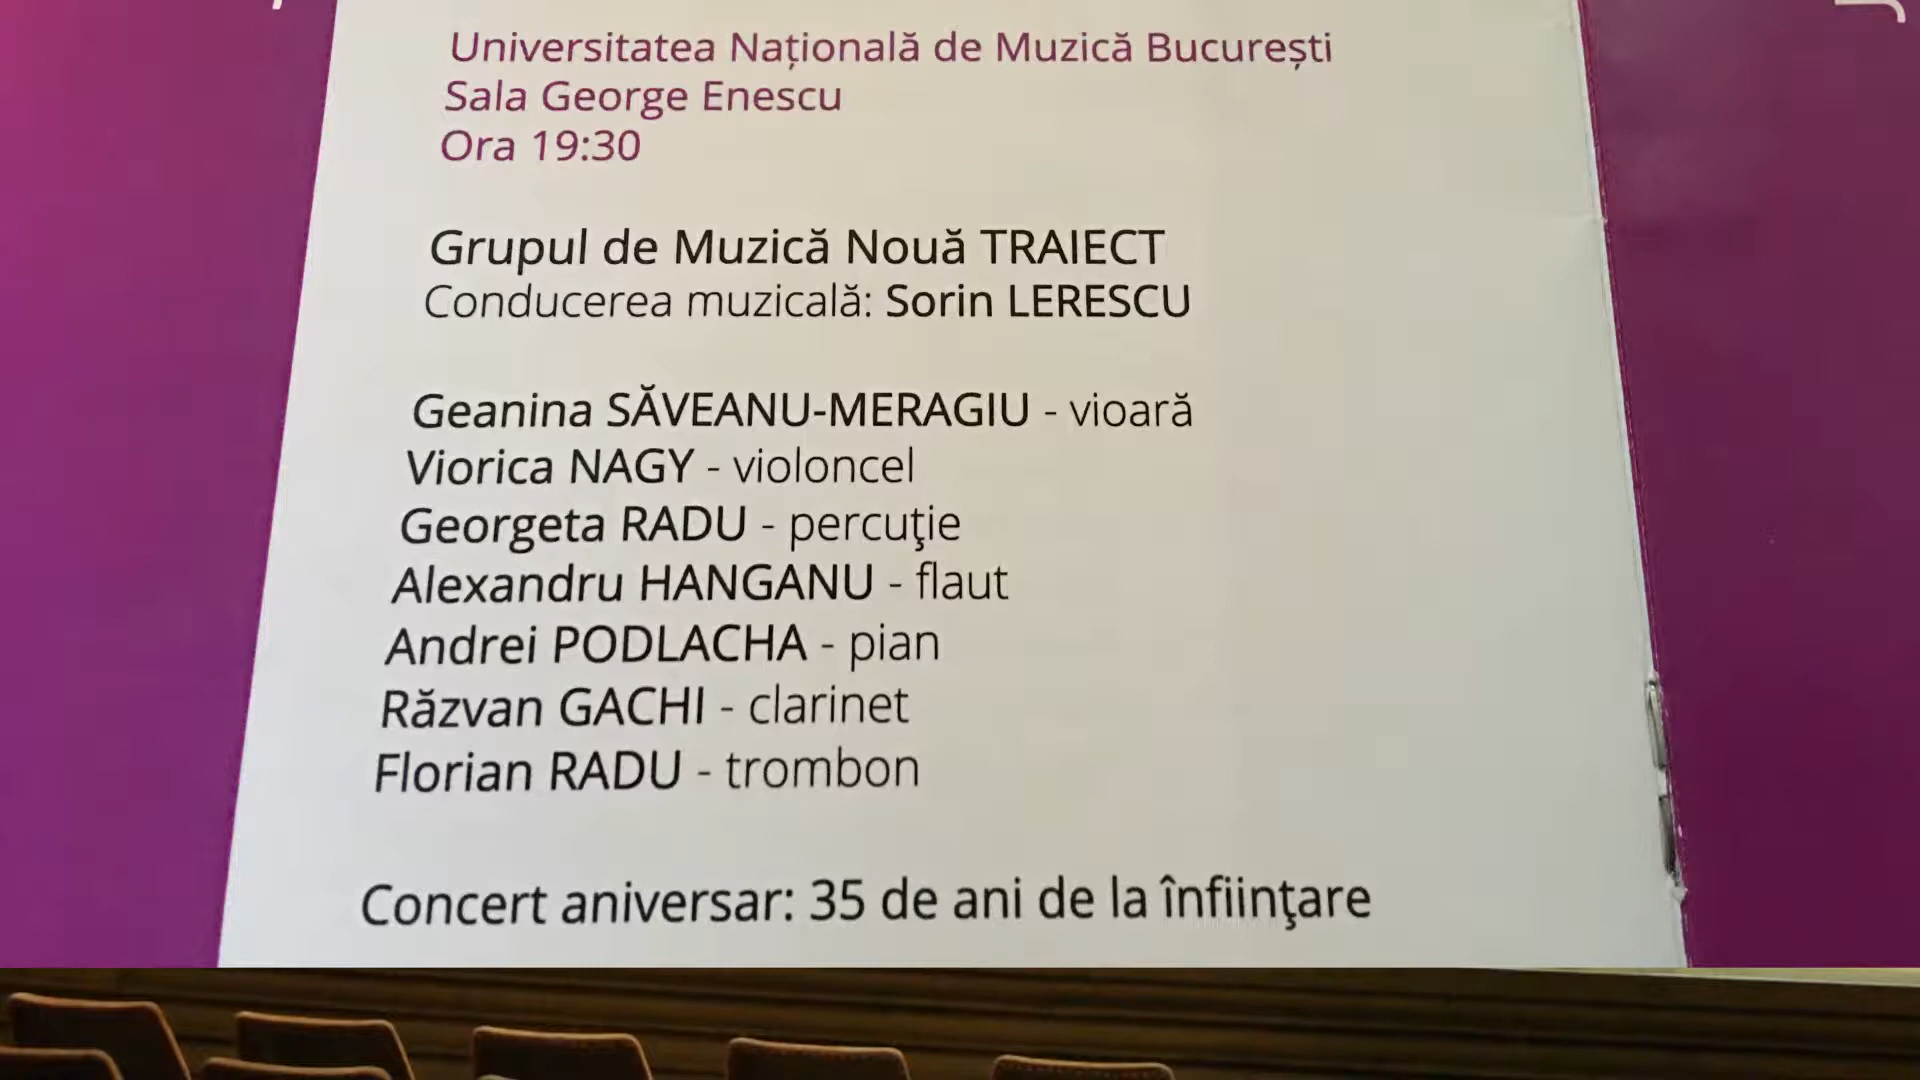 Universitatea Națională de Muzică București
Sala George Enescu
Ora 19:30
Grupul de Muzică Nouă TRAIECT
Conducerea muzicală: Sorin LERESCU
Geanina SĂVEANU-MERAGIU - vioară
Viorica NAGY - violoncel
Georgeta RADU - percuţie
Alexandru HANGANU - flaut
Andrei PODLACHA - pian
Răzvan GACHI - clarinet
Florian RADU - trombon
Concert aniversar: 35 de ani de la înfiinţare